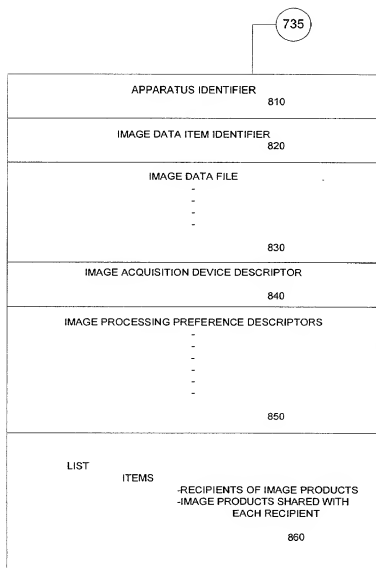 735
APPARATUS IDENTIFIER
810
IMAGE DATA ITEM IDENTIFIER
820
IMAGE DATA FILE
-
-
-
-
830
IMAGE ACQUISITION DEVICE DESCRIPTOR
840
IMAGE PROCESSING PREFERENCE DESCRIPTORS
-
-
-
-
-
-
850
LIST
ITEMS
-RECIPIENTS OF IMAGE PRODUCTS
-IMAGE PRODUCTS SHARED WITH
EACH RECIPIENT
860